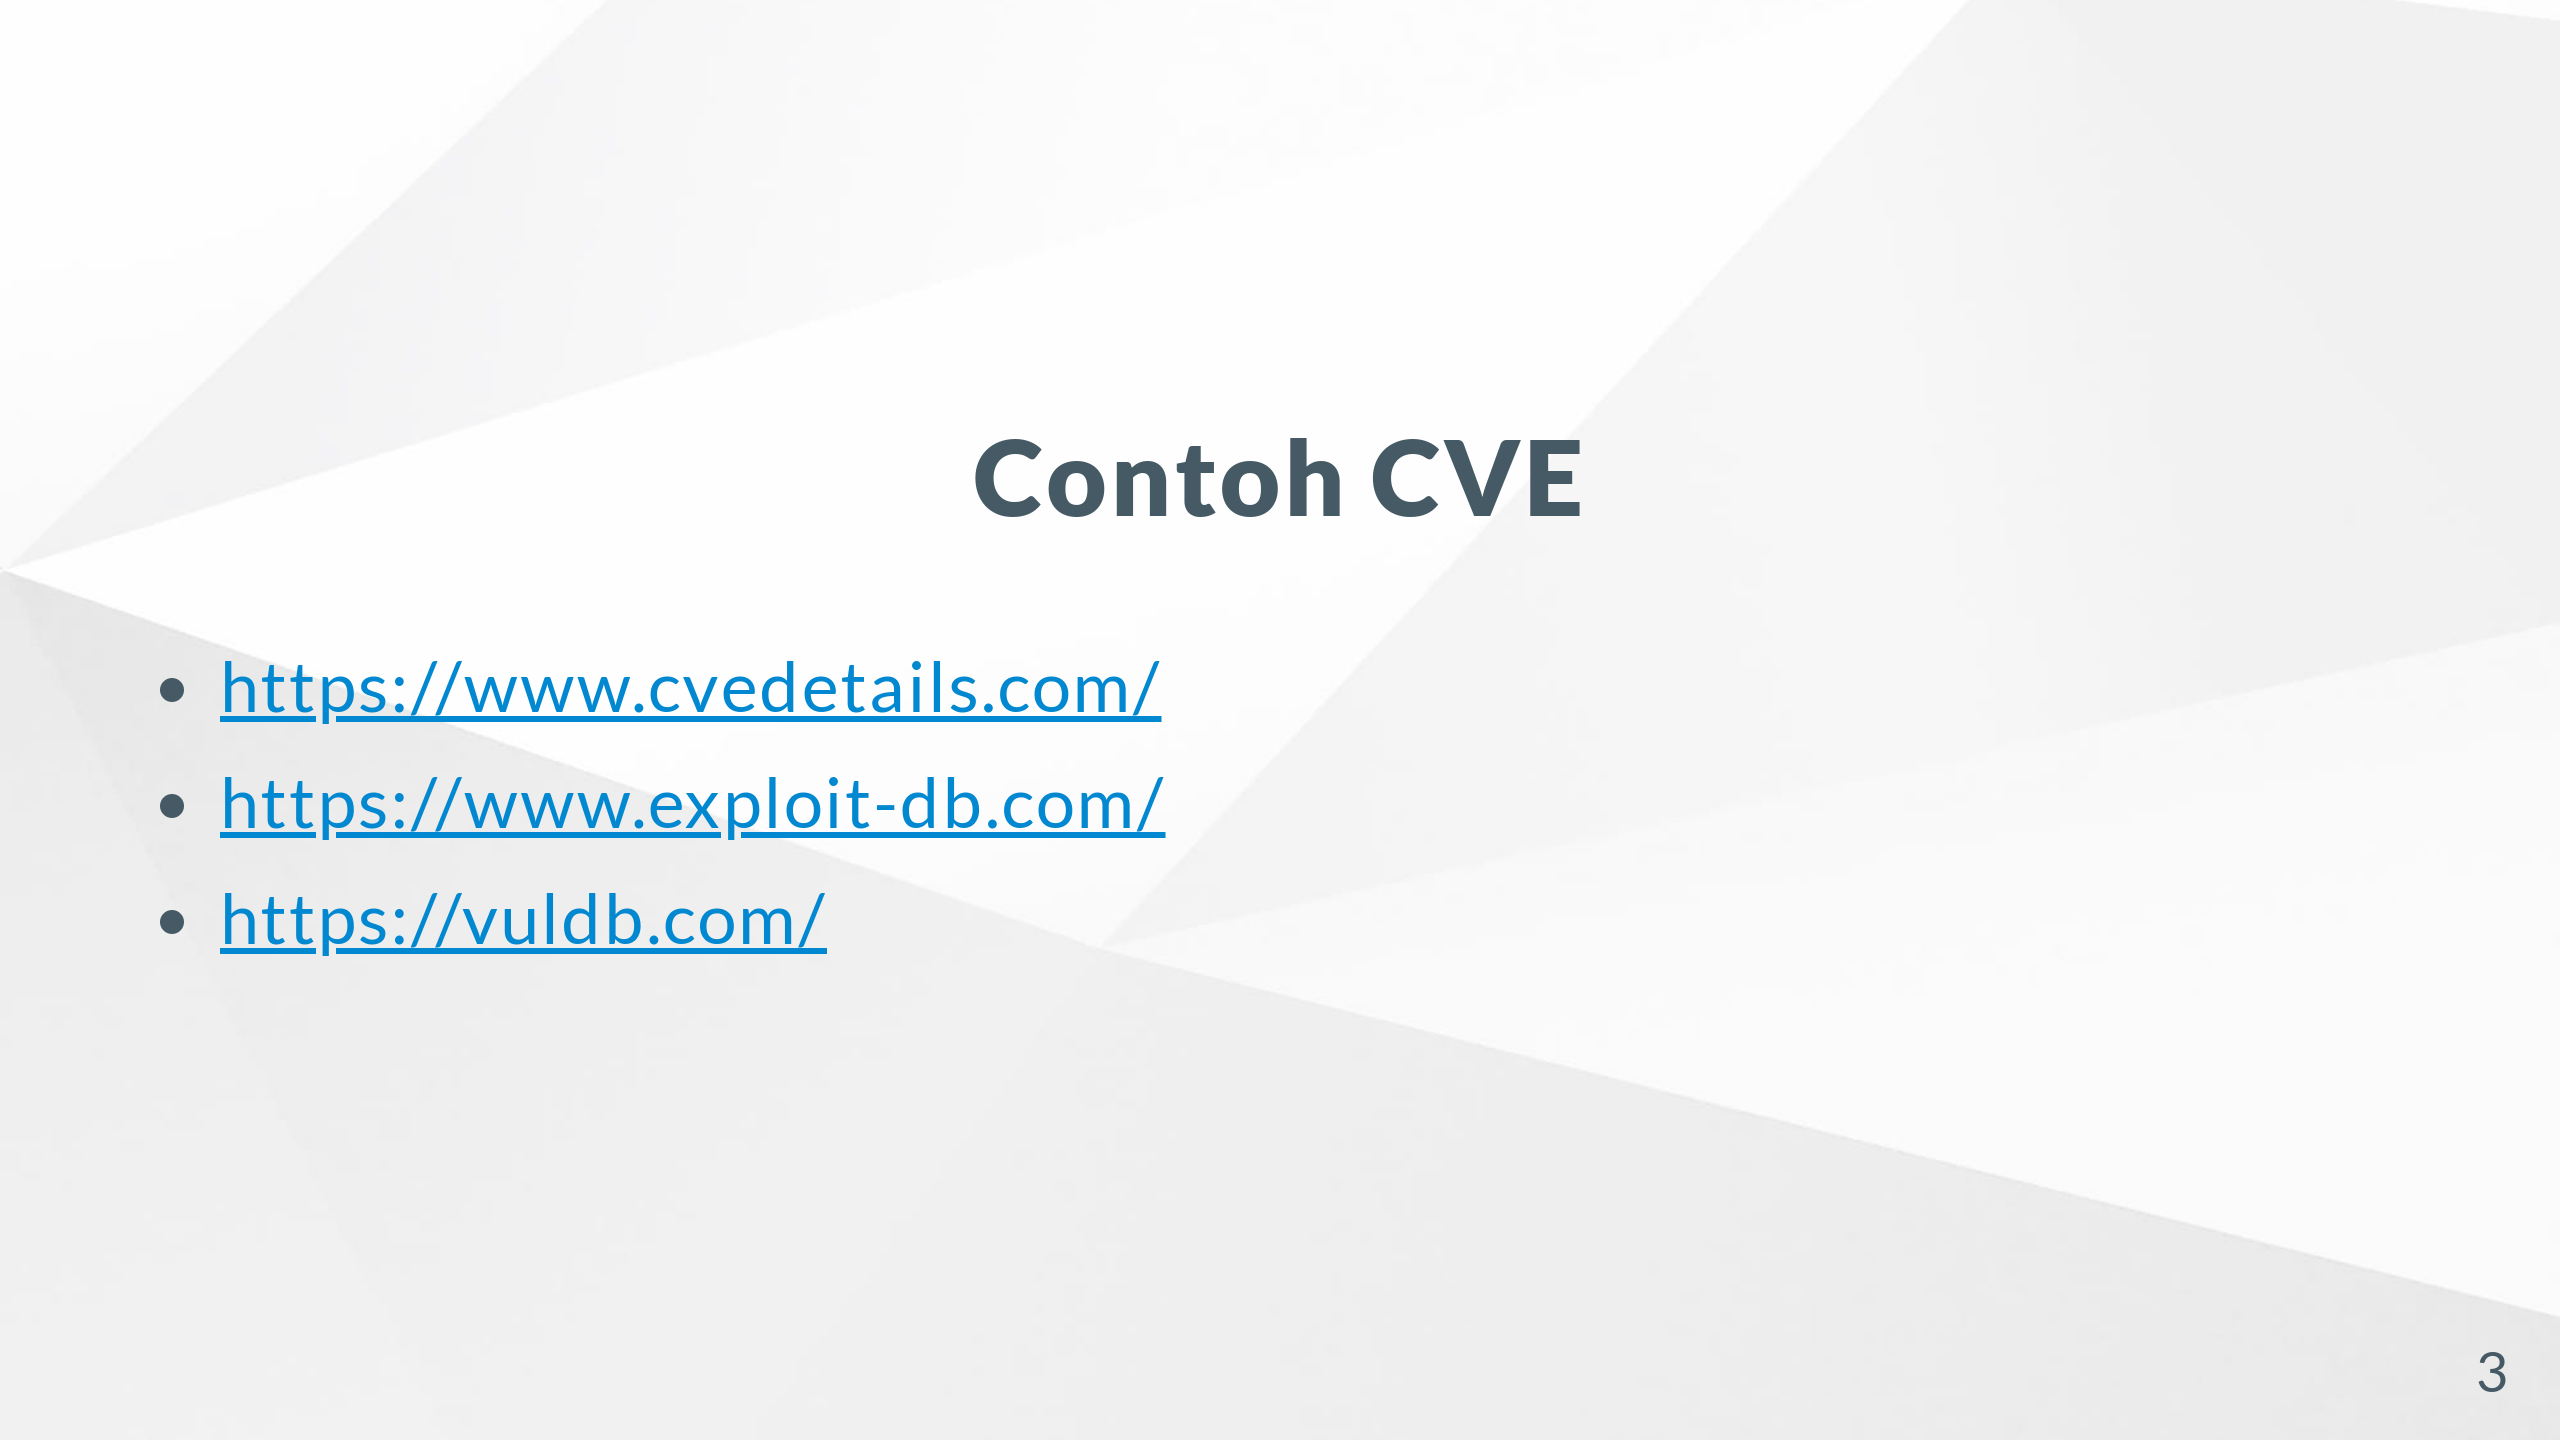 Contoh CVE
• https://www.cvedetails.com/
• https://www.exploit-db.com/
• https://vuldb.com/
3